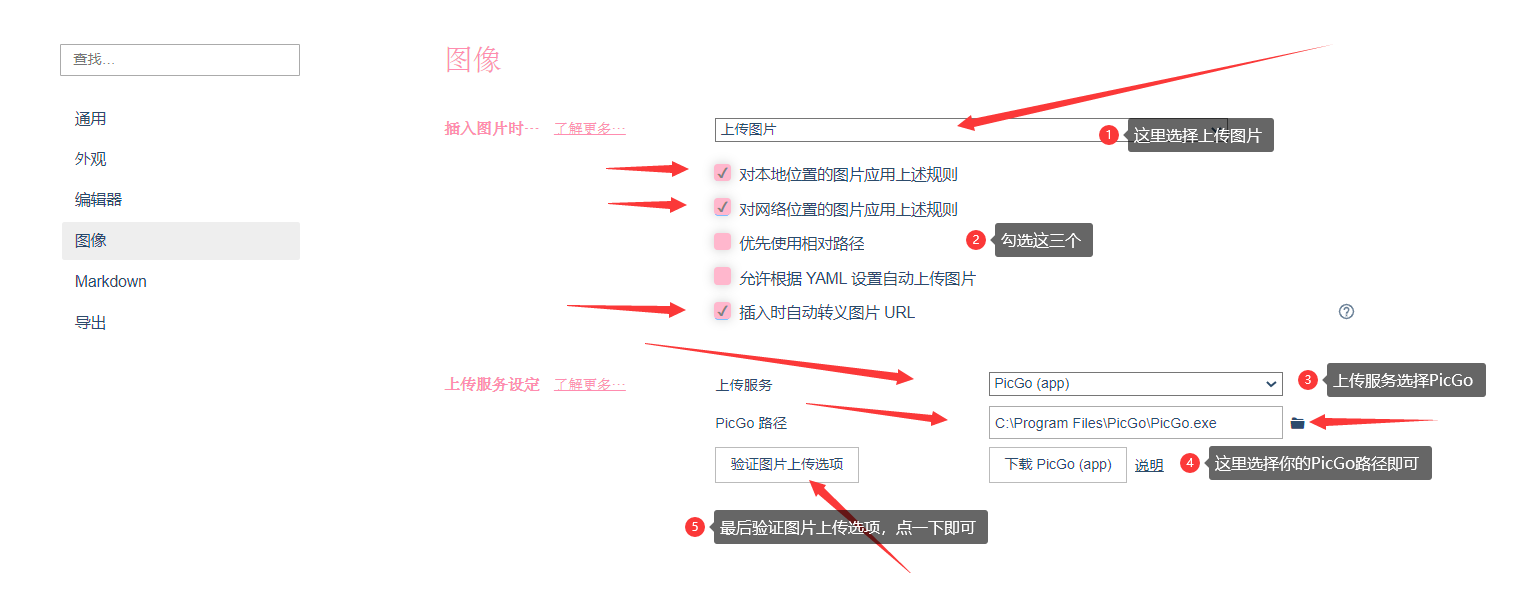 查找...
图像
通用
外观
编辑器
图像
Markdown
导出
插入图片时… 了解更多…
上传图片
1 这里选择上传图片
对本地位置的图片应用上述规则
对网络位置的图片应用上述规则
优先使用相对路径
2 勾选这三个
允许根据 YAML 设置自动上传图片
插入时自动转义图片 URL
上传服务设定 了解更多…
上传服务
PicGo (app)
3 上传服务选择PicGo
PicGo 路径
C:\Program Files\PicGo\PicGo.exe
验证图片上传选项
下载 PicGo (app) 说明
4 这里选择你的PicGo路径即可
5 最后验证图片上传选项，点一下即可